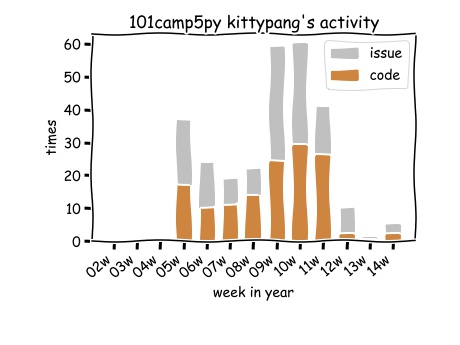 101camp5py kittypang's activity
issue
code
60
50
40
30
20
10
0
times
02w
03w
04w
05w
06w
07w
08w
09w
10w
11w
12w
13w
14w
week in year